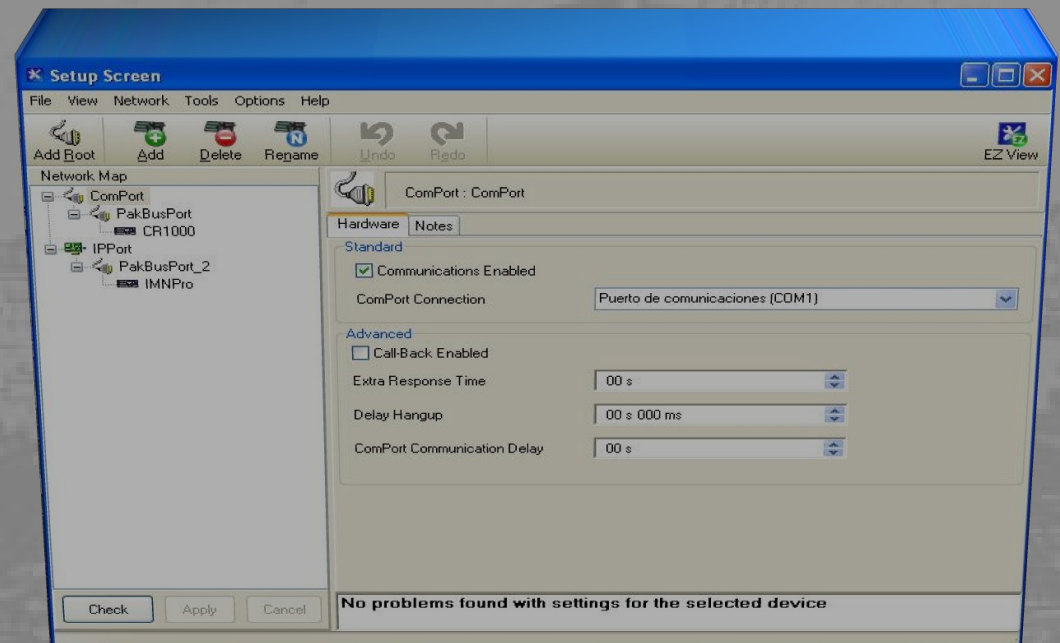 Setup Screen
File View Network Tools Options Help
Add Root Add Delete Rename Undo Redo EZ View
Network Map
ComPort
PakBusPort
CR1000
IPPort
PakBusPort_2
IMNPro
ComPort : ComPort
Hardware Notes
Standard
Communications Enabled
ComPort Connection Puerto de comunicaciones (COM1)
Advanced
Call-Back Enabled
Extra Response Time 00 s
Delay Hangup 00 s 000 ms
ComPort Communication Delay 00 s
Check Apply Cancel
No problems found with settings for the selected device